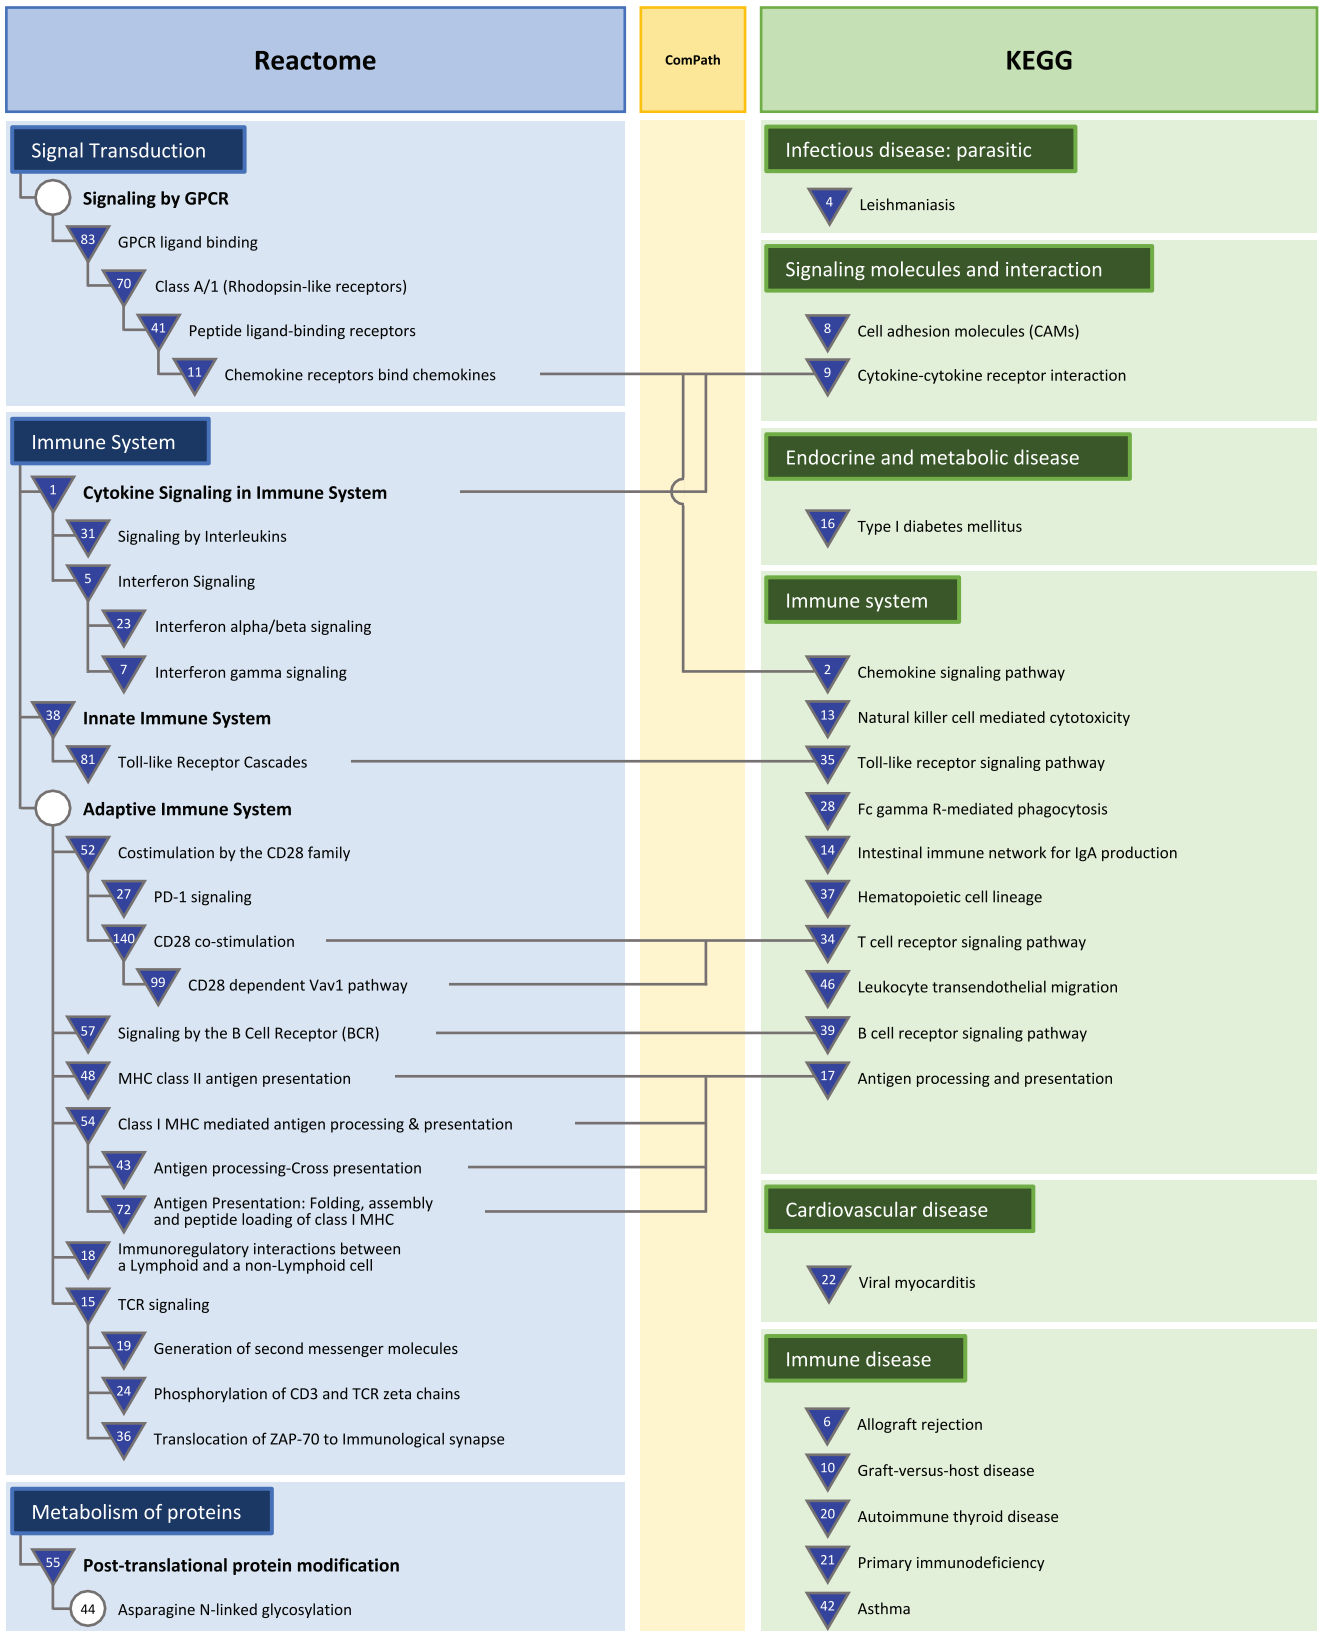 Reactome
ComPath
KEGG
Signal Transduction
Signaling by GPCR
83 GPCR ligand binding
70 Class A/1 (Rhodopsin-like receptors)
41 Peptide ligand-binding receptors
11 Chemokine receptors bind chemokines
Immune System
1 Cytokine Signaling in Immune System
31 Signaling by Interleukins
5 Interferon Signaling
23 Interferon alpha/beta signaling
7 Interferon gamma signaling
38 Innate Immune System
81 Toll-like Receptor Cascades
Adaptive Immune System
52 Costimulation by the CD28 family
27 PD-1 signaling
140 CD28 co-stimulation
99 CD28 dependent Vav1 pathway
57 Signaling by the B Cell Receptor (BCR)
48 MHC class II antigen presentation
54 Class I MHC mediated antigen processing & presentation
43 Antigen processing-Cross presentation
72 Antigen Presentation: Folding, assembly
and peptide loading of class I MHC
18 Immunoregulatory interactions between
a Lymphoid and a non-Lymphoid cell
15 TCR signaling
19 Generation of second messenger molecules
24 Phosphorylation of CD3 and TCR zeta chains
36 Translocation of ZAP-70 to Immunological synapse
Metabolism of proteins
55 Post-translational protein modification
44 Asparagine N-linked glycosylation
Infectious disease: parasitic
4 Leishmaniasis
Signaling molecules and interaction
8 Cell adhesion molecules (CAMs)
9 Cytokine-cytokine receptor interaction
Endocrine and metabolic disease
16 Type I diabetes mellitus
Immune system
2 Chemokine signaling pathway
13 Natural killer cell mediated cytotoxicity
35 Toll-like receptor signaling pathway
28 Fc gamma R-mediated phagocytosis
14 Intestinal immune network for IgA production
37 Hematopoietic cell lineage
34 T cell receptor signaling pathway
46 Leukocyte transendothelial migration
39 B cell receptor signaling pathway
17 Antigen processing and presentation
Cardiovascular disease
22 Viral myocarditis
Immune disease
6 Allograft rejection
10 Graft-versus-host disease
20 Autoimmune thyroid disease
21 Primary immunodeficiency
42 Asthma